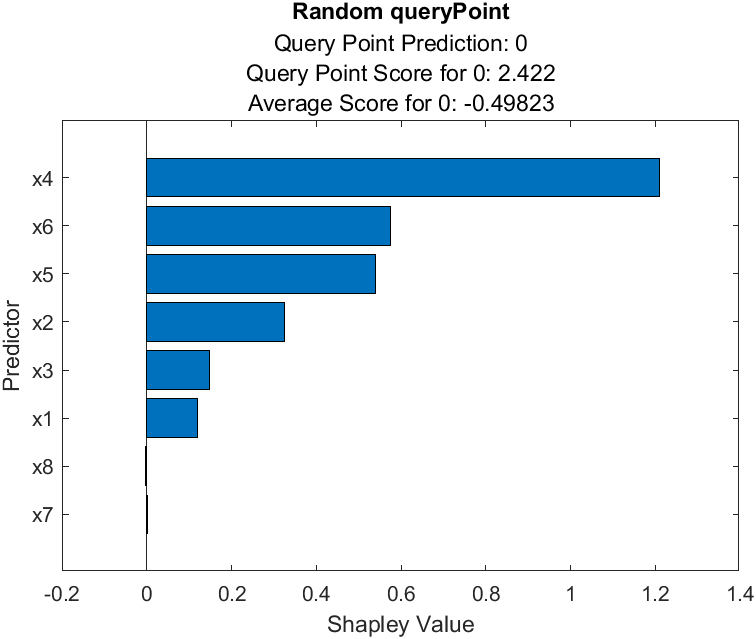 Random queryPoint
Query Point Prediction: 0
Query Point Score for 0: 2.422
Average Score for 0: -0.49823
x4
x6
x5
x2
x3
x1
x8
x7
Predictor
-0.2 0 0.2 0.4 0.6 0.8 1 1.2 1.4
Shapley Value